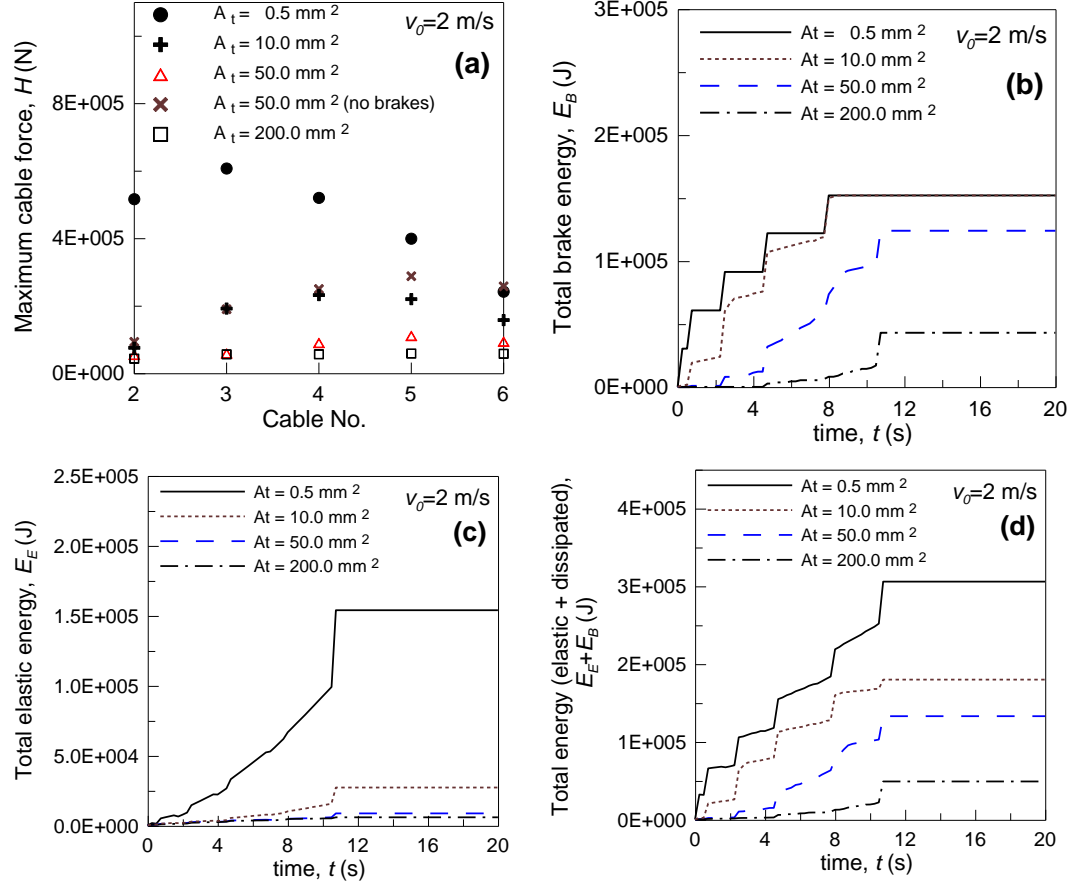 A t = 0.5 mm 2
A t = 10.0 mm 2
A t = 50.0 mm 2
A t = 50.0 mm 2 (no brakes)
A t = 200.0 mm 2
v0=2 m/s
(a)
Maximum cable force, H (N)
8E+005
4E+005
0E+000
2 3 4 5 6
Cable No.
At = 0.5 mm 2
At = 10.0 mm 2
At = 50.0 mm 2
At = 200.0 mm 2
v0=2 m/s
(b)
Total brake energy, EB (J)
3E+005
2E+005
1E+005
0E+000
0 4 8 12 16 20
time, t (s)
At = 0.5 mm 2
At = 10.0 mm 2
At = 50.0 mm 2
At = 200.0 mm 2
v0=2 m/s
(c)
Total elastic energy, EE (J)
2.5E+005
2.0E+005
1.5E+005
1.0E+005
5.0E+004
0.0E+000
0 4 8 12 16 20
time, t (s)
At = 0.5 mm 2
At = 10.0 mm 2
At = 50.0 mm 2
At = 200.0 mm 2
v0=2 m/s
(d)
Total energy (elastic + dissipated),
EE+EB (J)
4E+005
3E+005
2E+005
1E+005
0E+000
0 4 8 12 16 20
time, t (s)